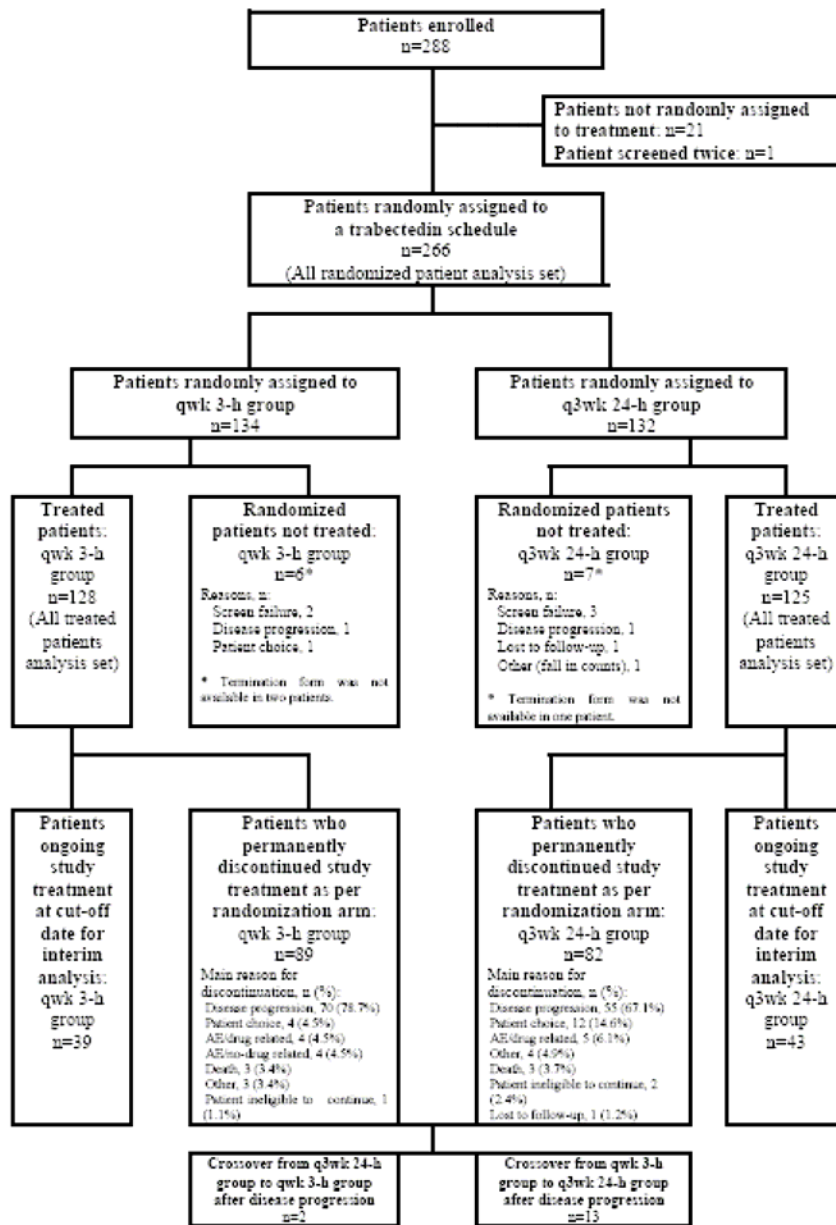 Patients enrolled
n=288
Patients not randomly assigned
to treatment: n=21
Patient screened twice: n=1
Patients randomly assigned to
a trabectedin schedule
n=266
(All randomized patient analysis set)
Patients randomly assigned to
qwk 3-h group
n=134
Patients randomly assigned to
q3wk 24-h group
n=132
Treated
patients:
qwk 3-h
group
n=128
(All treated
patients
analysis set)
Randomized
patients not treated:
qwk 3-h group
n=6*
Reasons, n:
Screen failure, 2
Disease progression, 1
Patient choice, 1
* Termination form was not
available in two patients.
Randomized patients
not treated:
q3wk 24-h group
n=7*
Reasons, n:
Screen failure, 3
Disease progression, 1
Lost to follow-up, 1
Other (fall in counts), 1
* Termination form was not
available in one patient.
Treated
patients:
q3wk 24-h
group
n=125
(All treated
patients
analysis set)
Patients
ongoing
study
treatment
at cut-off
date for
interim
analysis:
qwk 3-h
group
n=39
Patients who
permanently
discontinued study
treatment as per
randomization arm:
qwk 3-h group
n=89
Main reason for
discontinuation, n (%):
Disease progression, 70 (78.7%)
Patient choice, 4 (4.5%)
AE/drug related, 4 (4.5%)
AE/no-drug related, 4 (4.5%)
Death, 3 (3.4%)
Other, 3 (3.4%)
Patient ineligible to continue, 1
(1.1%)
Patients who
permanently
discontinued study
treatment as per
randomization arm:
q3wk 24-h group
n=82
Main reason for
discontinuation, n (%):
Disease progression, 55 (67.1%)
Patient choice, 12 (14.6%)
AE/drug related, 5 (6.1%)
Other, 4 (4.9%)
Death, 3 (3.7%)
Patient ineligible to continue, 2
(2.4%)
Lost to follow-up, 1 (1.2%)
Patients
ongoing
study
treatment
at cut-off
date for
interim
analysis:
q3wk 24-h
group
n=43
Crossover from q3wk 24-h
group to qwk 3-h group
after disease progression
n=2
Crossover from qwk 3-h
group to q3wk 24-h group
after disease progression
n=13